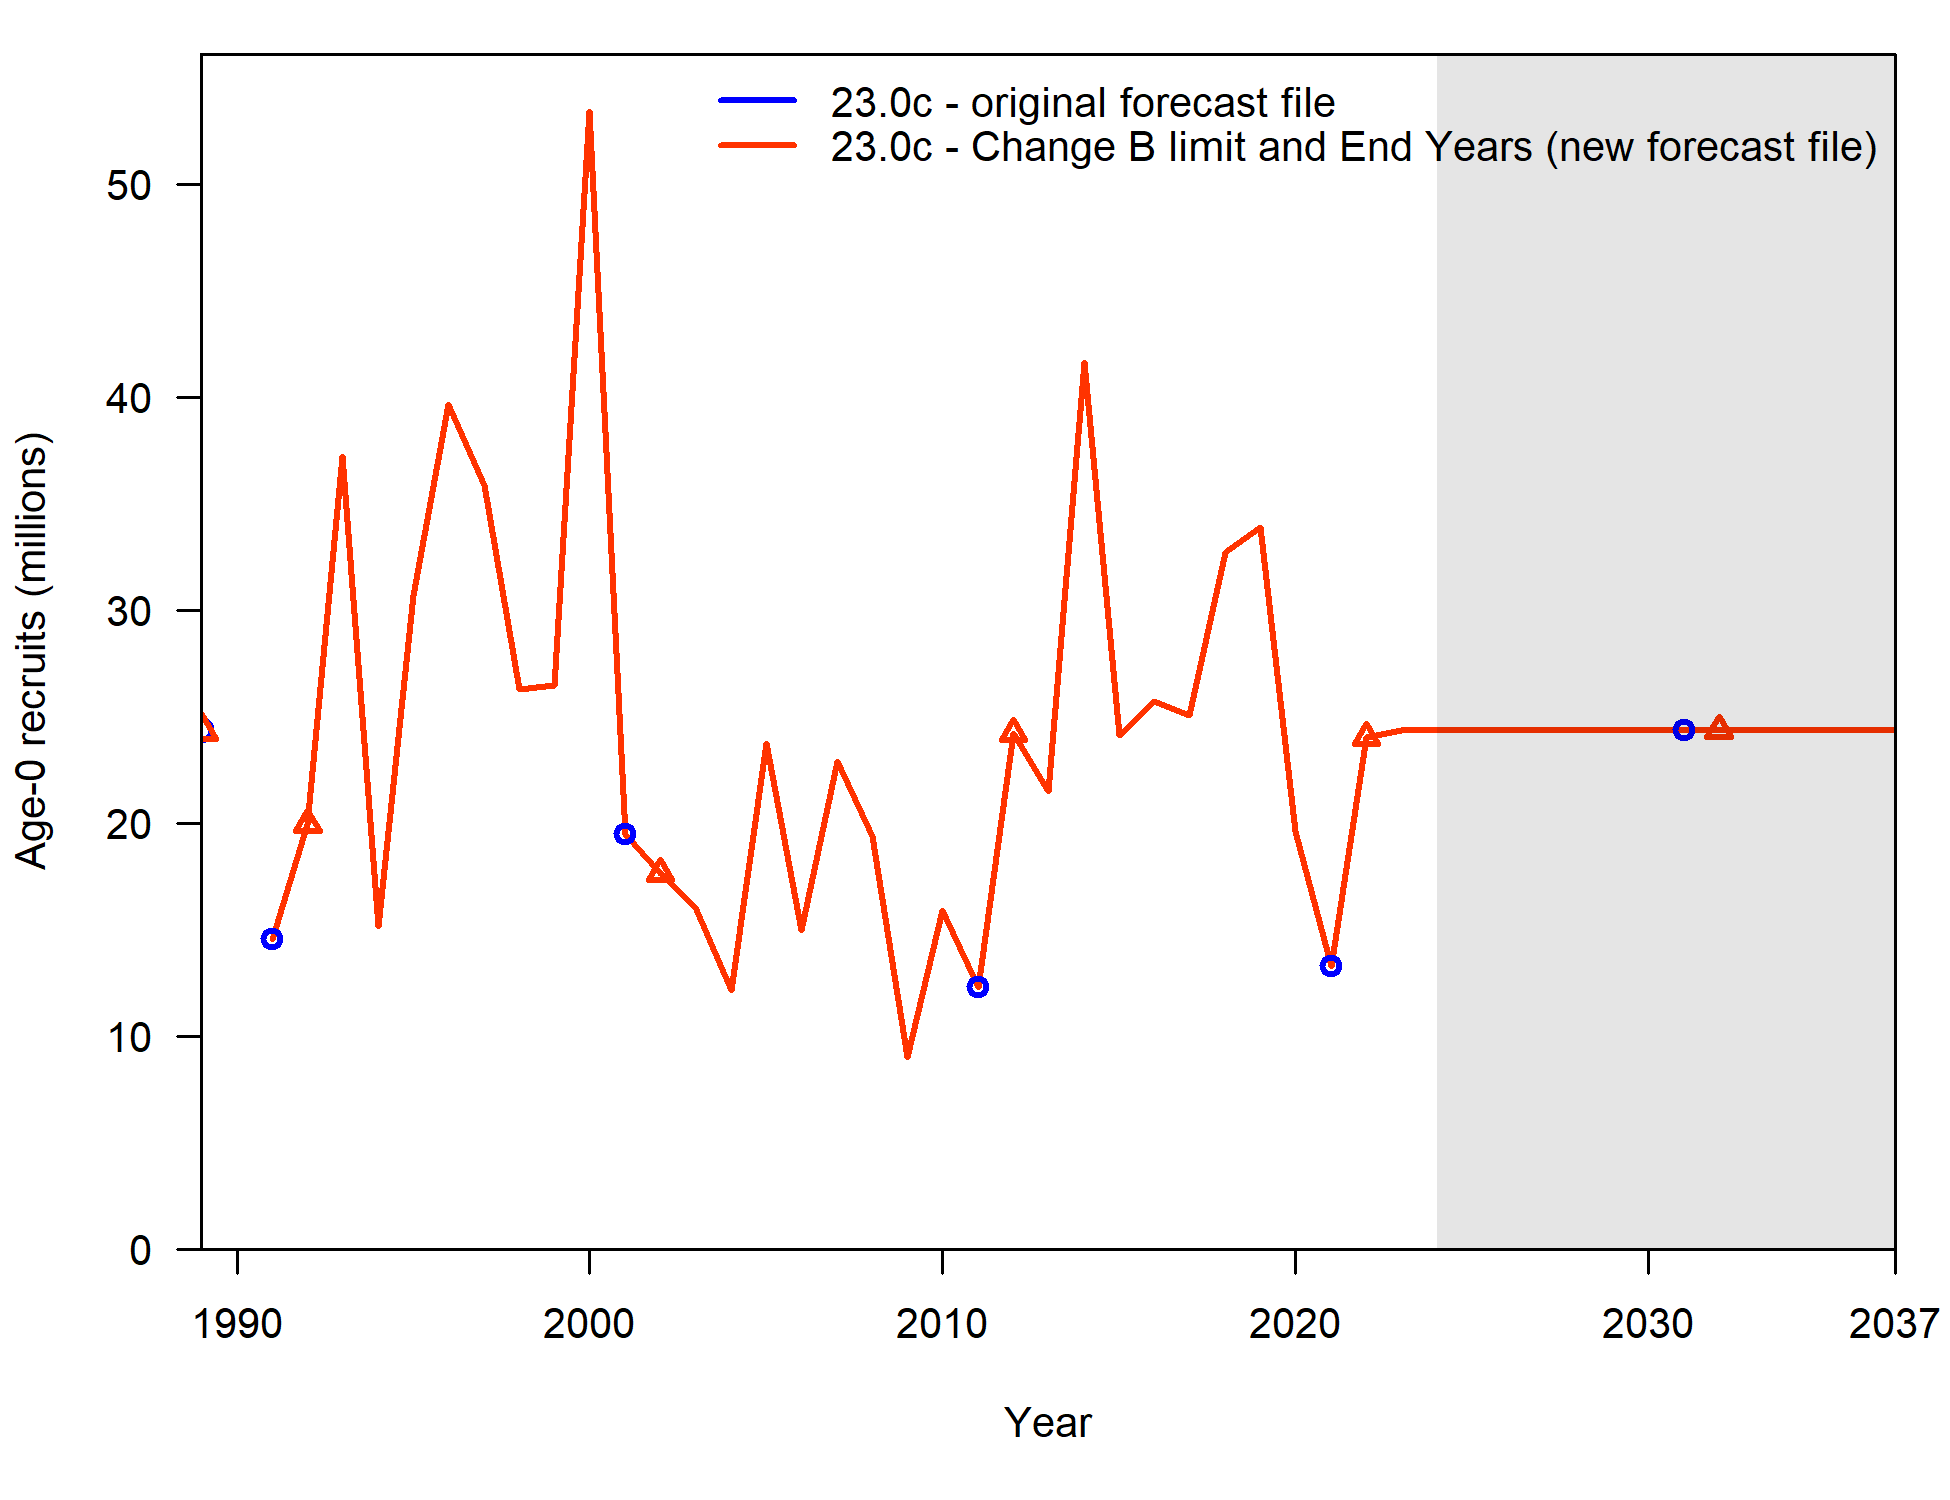 23.0c - original forecast file
23.0c - Change B limit and End Years (new forecast file)
50
40
30
20
10
0
Age-0 recruits (millions)
1990 2000 2010 2020 2030 2037
Year